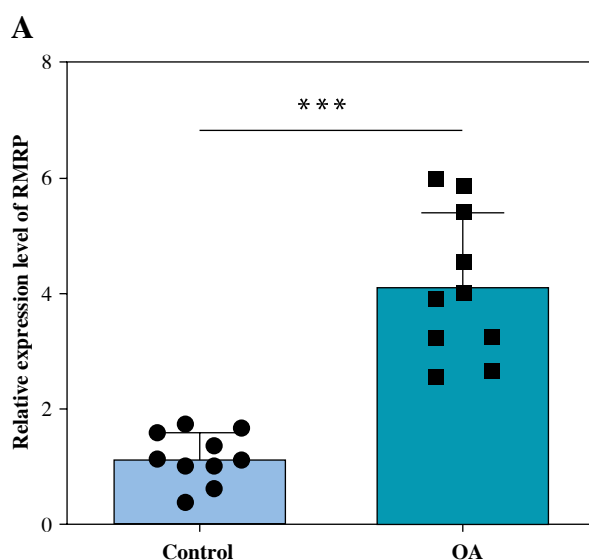 A
8
***
6
4
2
0
Relative expression level of RMRP
Control
OA